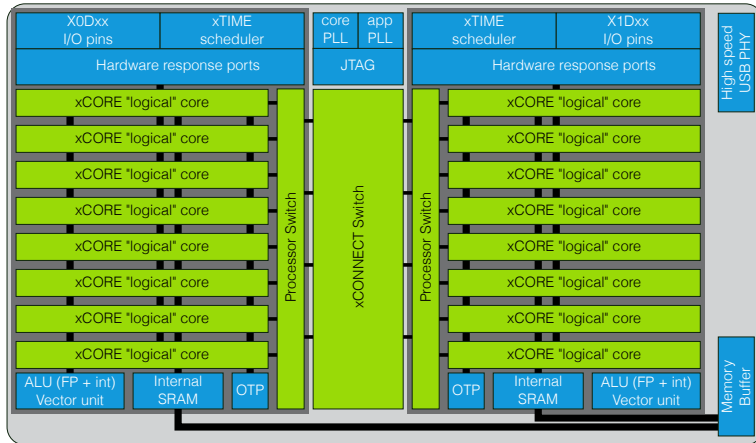 X0Dxx
I/O pins
xTIME
scheduler
core
PLL
app
PLL
xTIME
scheduler
X1Dxx
I/O pins
High speed
USB PHY
Hardware response ports
JTAG
Hardware response ports
xCORE "logical" core
xCORE "logical" core
xCORE "logical" core
xCORE "logical" core
xCORE "logical" core
xCORE "logical" core
xCORE "logical" core
xCORE "logical" core
Processor Switch
xCONNECT Switch
Processor Switch
xCORE "logical" core
xCORE "logical" core
xCORE "logical" core
xCORE "logical" core
xCORE "logical" core
xCORE "logical" core
xCORE "logical" core
xCORE "logical" core
ALU (FP + int)
Vector unit
Internal
SRAM
OTP
OTP
Internal
SRAM
ALU (FP + int)
Vector unit
Memory
Buffer